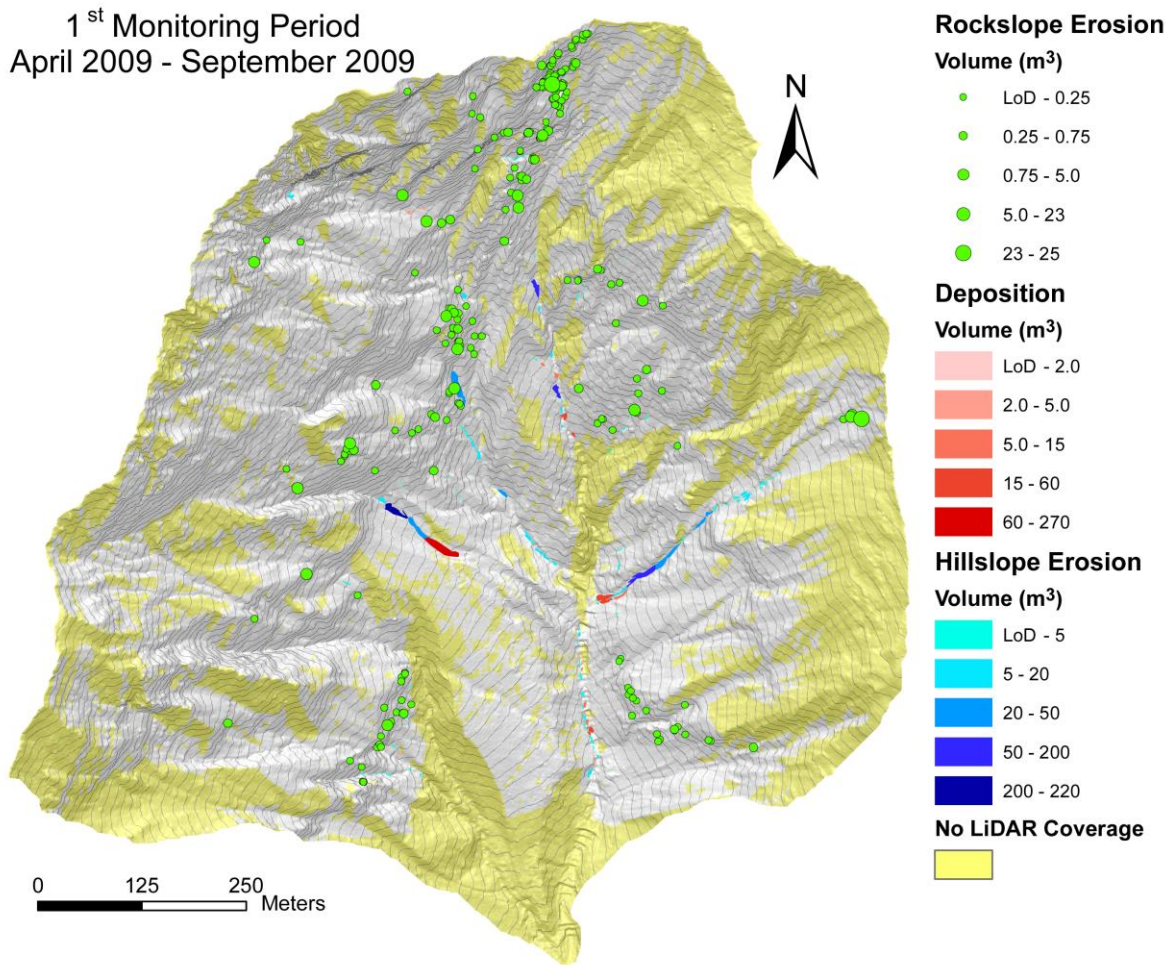 1 st Monitoring Period
April 2009 - September 2009
N
0 125 250
Meters
Rockslope Erosion
Volume (m³)
LoD - 0.25
0.25 - 0.75
0.75 - 5.0
5.0 - 23
23 - 25
Deposition
Volume (m³)
LoD - 2.0
2.0 - 5.0
5.0 - 15
15 - 60
60 - 270
Hillslope Erosion
Volume (m³)
LoD - 5
5 - 20
20 - 50
50 - 200
200 - 220
No LiDAR Coverage